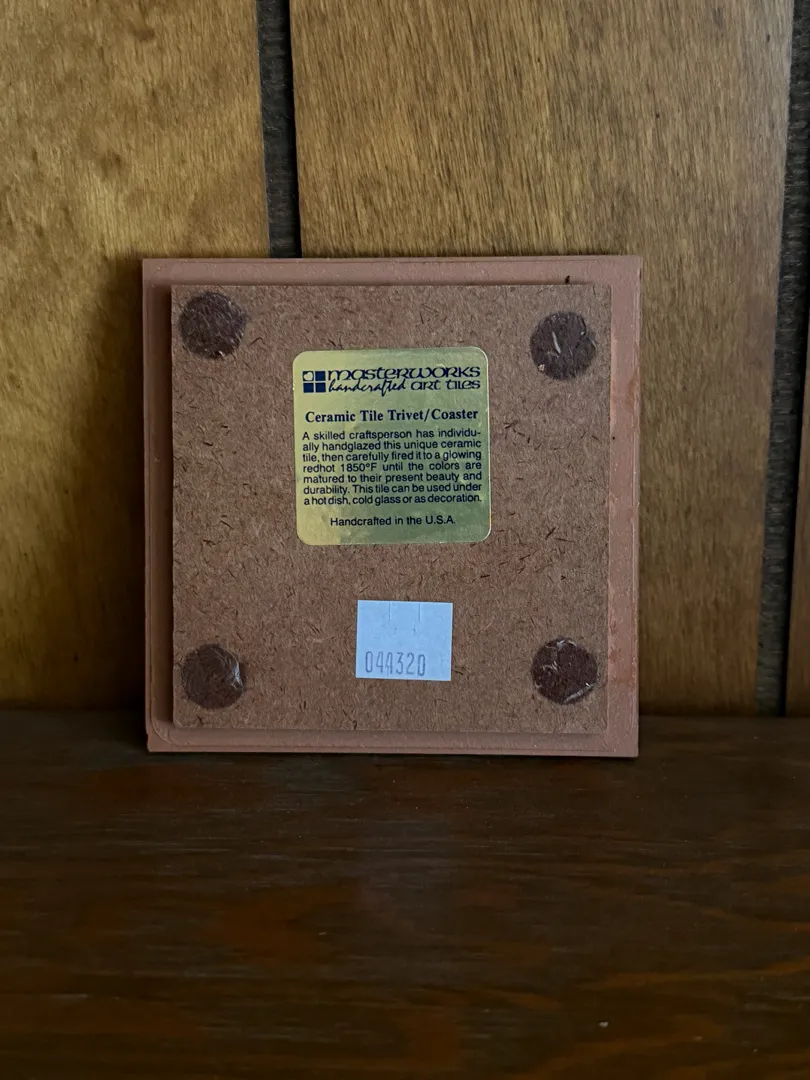 masterworks
handcrafted art tiles
Ceramic Tile Trivet/Coaster
A skilled craftsperson has individu-
ally handglazed this unique ceramic
tile, then carefully fired it to a glowing
redhot 1850°F until the colors are
matured to their present beauty and
durability. This tile can be used under
a hot dish, cold glass or as decoration.
Handcrafted in the U.S.A.
044320